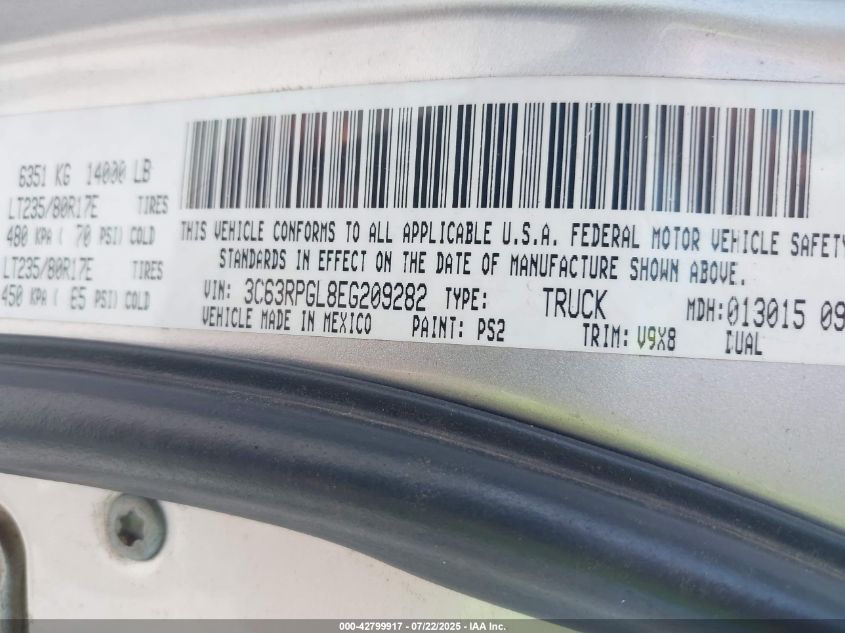 6351 KG 14000 LB
LT235/80R17E TIRES
480 KPA ( 70 PSI) COLD
LT235/80R17E TIRES
450 KPA ( 65 PSI) COLD
THIS VEHICLE CONFORMS TO ALL APPLICABLE U.S.A. FEDERAL MOTOR VEHICLE SAFETY
STANDARDS IN EFFECT ON THE DATE OF MANUFACTURE SHOWN ABOVE.
VIN: 3C63RPGL8EG209282 TYPE: TRUCK MDH:013015 09
VEHICLE MADE IN MEXICO PAINT: PS2 TRIM: V9X8 DUAL
000-42799917 - 07/22/2025 - IAA Inc.